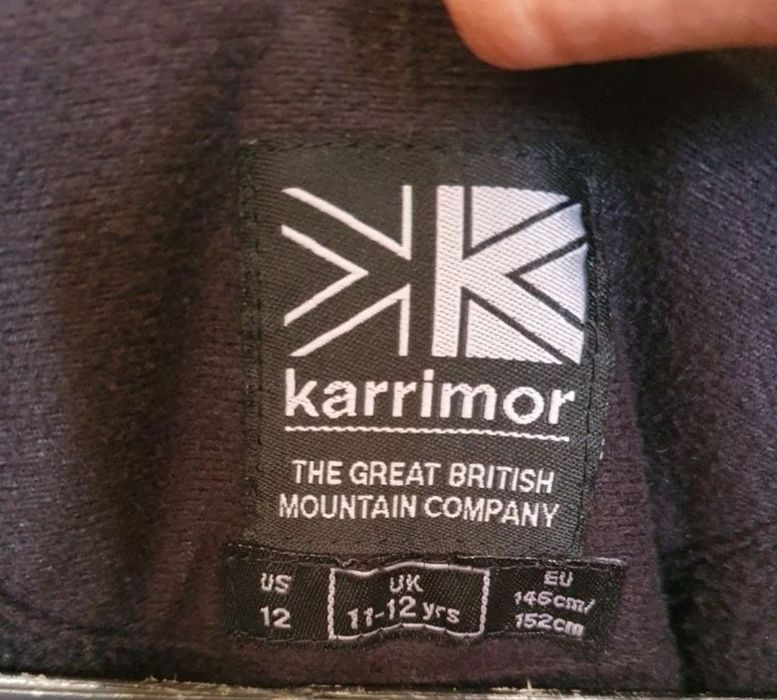 karrimor
THE GREAT BRITISH
MOUNTAIN COMPANY
US
12
UK
11-12 yrs
EU
146cm/
152cm